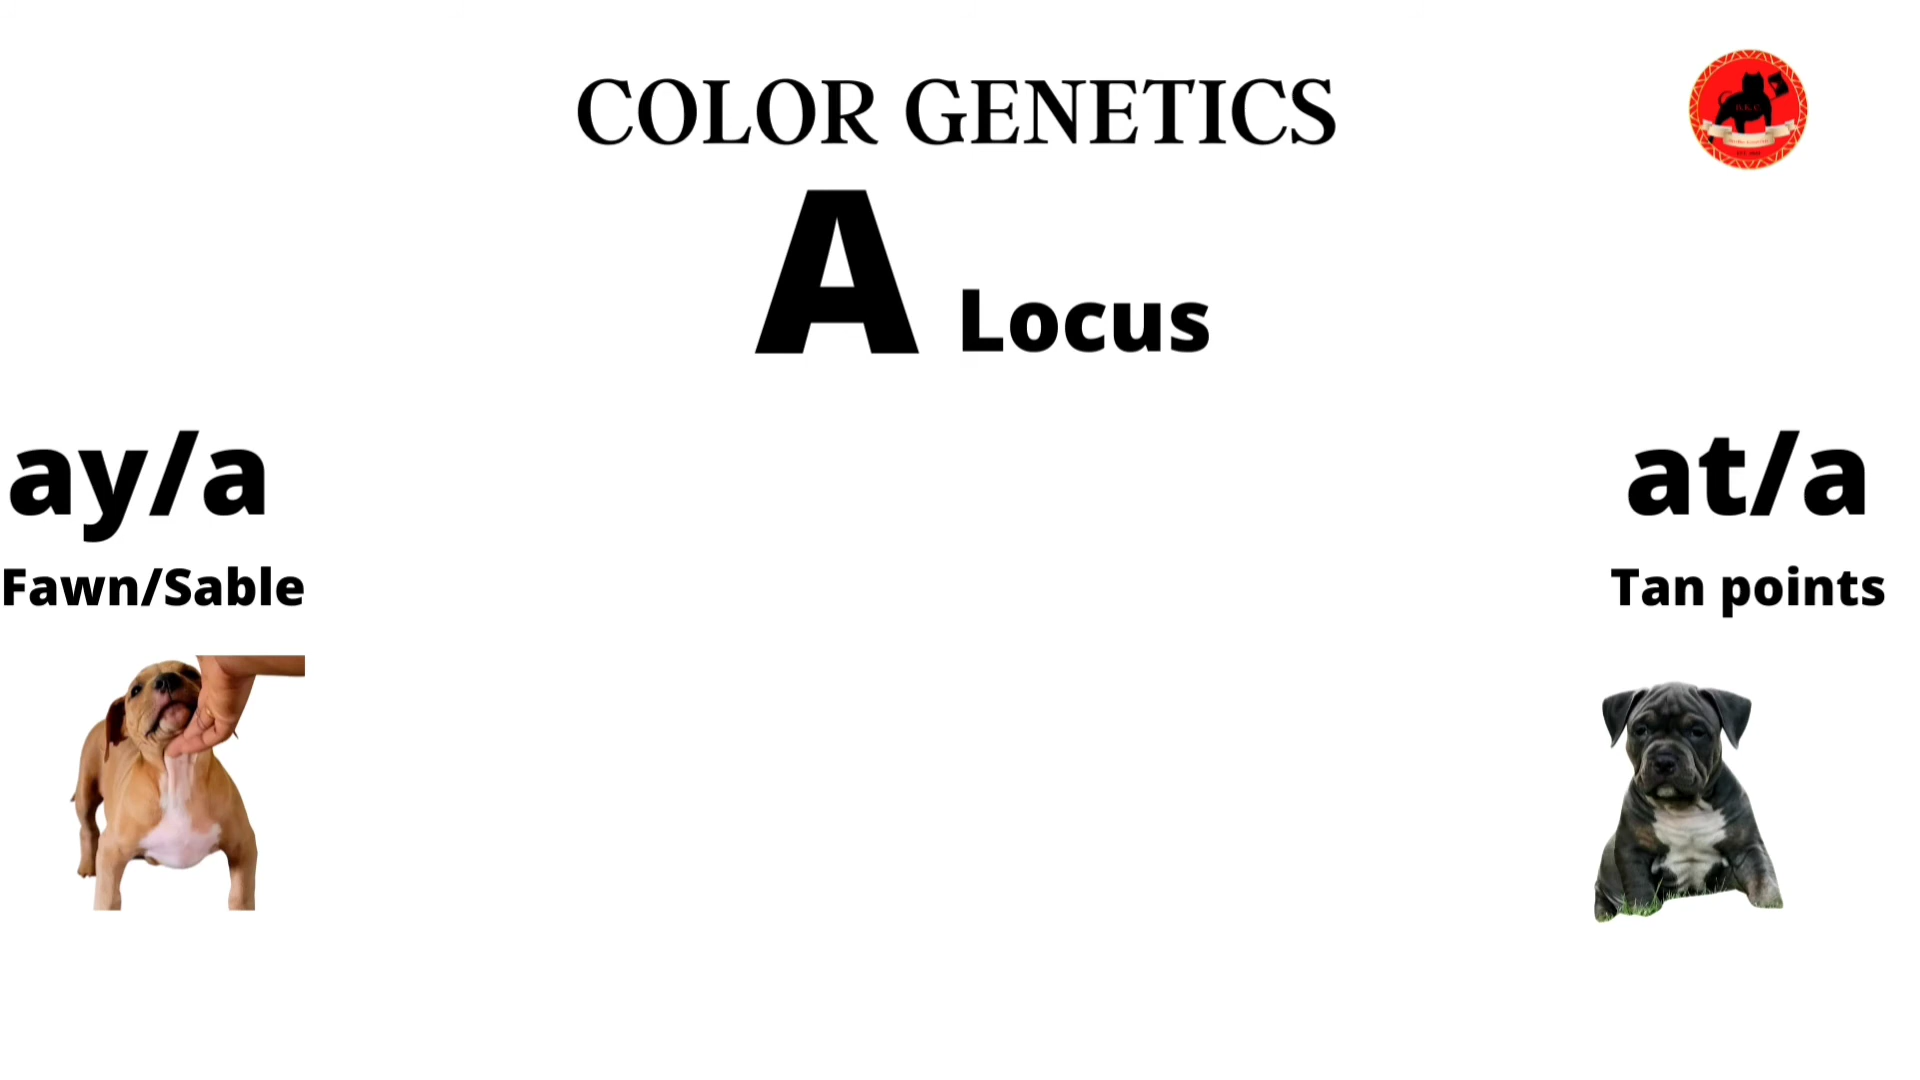 COLOR GENETICS
A Locus
ay/a
at/a
Fawn/Sable
Tan points